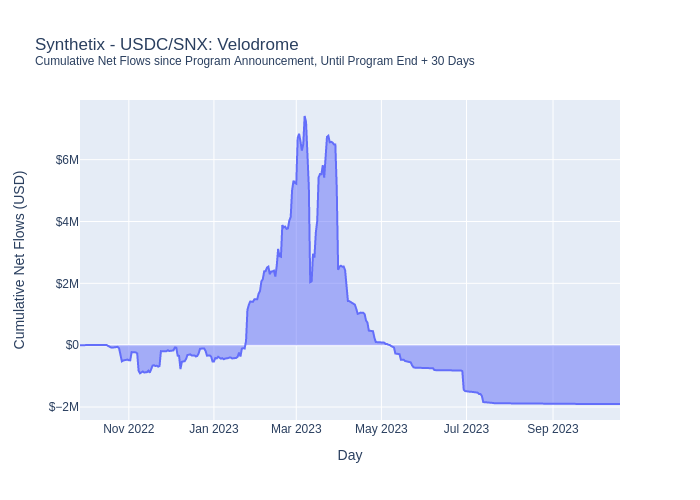 Synthetix - USDC/SNX: Velodrome
Cumulative Net Flows since Program Announcement, Until Program End + 30 Days
Cumulative Net Flows (USD)
$6M
$4M
$2M
$0
$−2M
Nov 2022 Jan 2023 Mar 2023 May 2023 Jul 2023 Sep 2023
Day